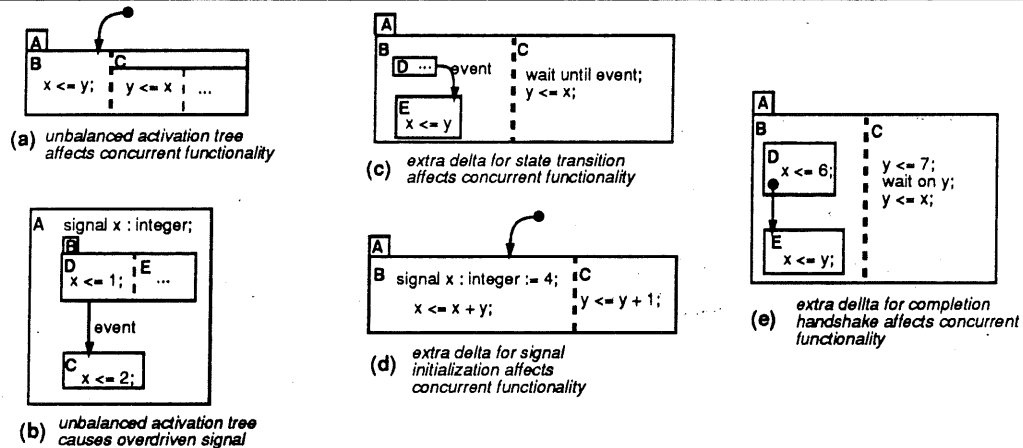 A
B
C
x <= y;
y <= x
...
(a) unbalanced activation tree
affects concurrent functionality
A
signal x : integer;
B
D
x <= 1;
E
...
event
C
x <= 2;
(b) unbalanced activation tree
causes overdriven signal
A
B
D ...
event
E
x <= y
C
wait until event;
y <= x;
(c) extra delta for state transition
affects concurrent functionality
A
B
signal x : integer := 4;
x <= x + y;
C
y <= y + 1;
(d) extra delta for signal
initialization affects
concurrent functionality
A
B
D
x <= 6;
E
x <= y;
C
y <= 7;
wait on y;
y <= x;
(e) extra dellta for completion
handshake affects concurrent
functionality